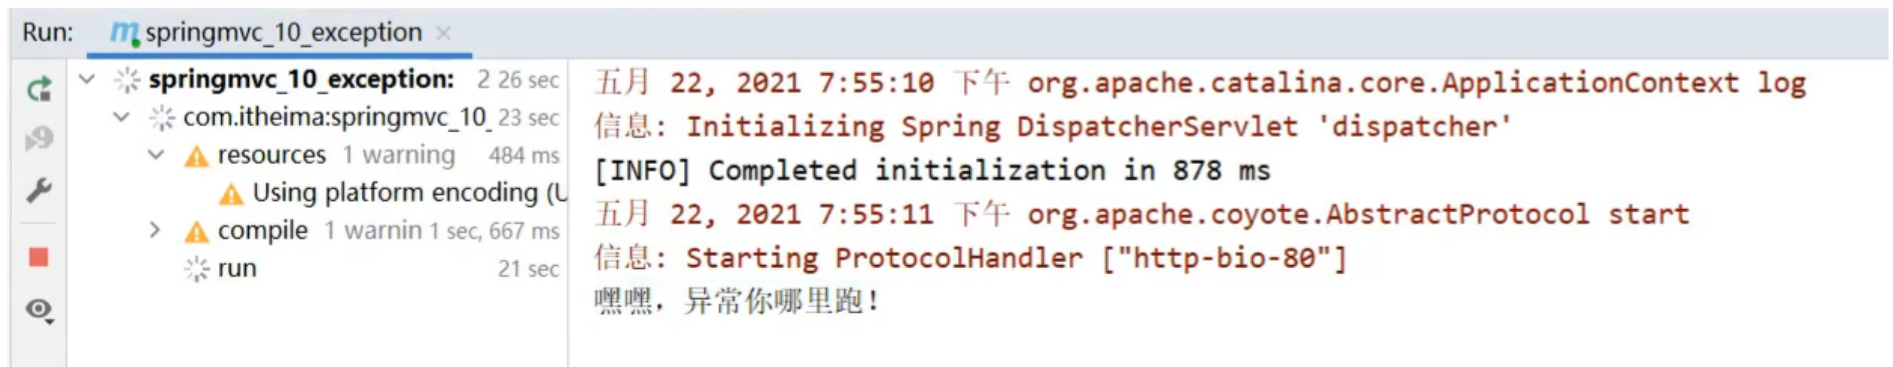 Run: springmvc_10_exception
springmvc_10_exception: 2 26 sec
com.itheima:springmvc_10_ 23 sec
resources 1 warning 484 ms
Using platform encoding (U
compile 1 warnin 1 sec, 667 ms
run 21 sec
五月 22, 2021 7:55:10 下午 org.apache.catalina.core.ApplicationContext log
信息: Initializing Spring DispatcherServlet 'dispatcher'
[INFO] Completed initialization in 878 ms
五月 22, 2021 7:55:11 下午 org.apache.coyote.AbstractProtocol start
信息: Starting ProtocolHandler ["http-bio-80"]
嘿嘿，异常你哪里跑！